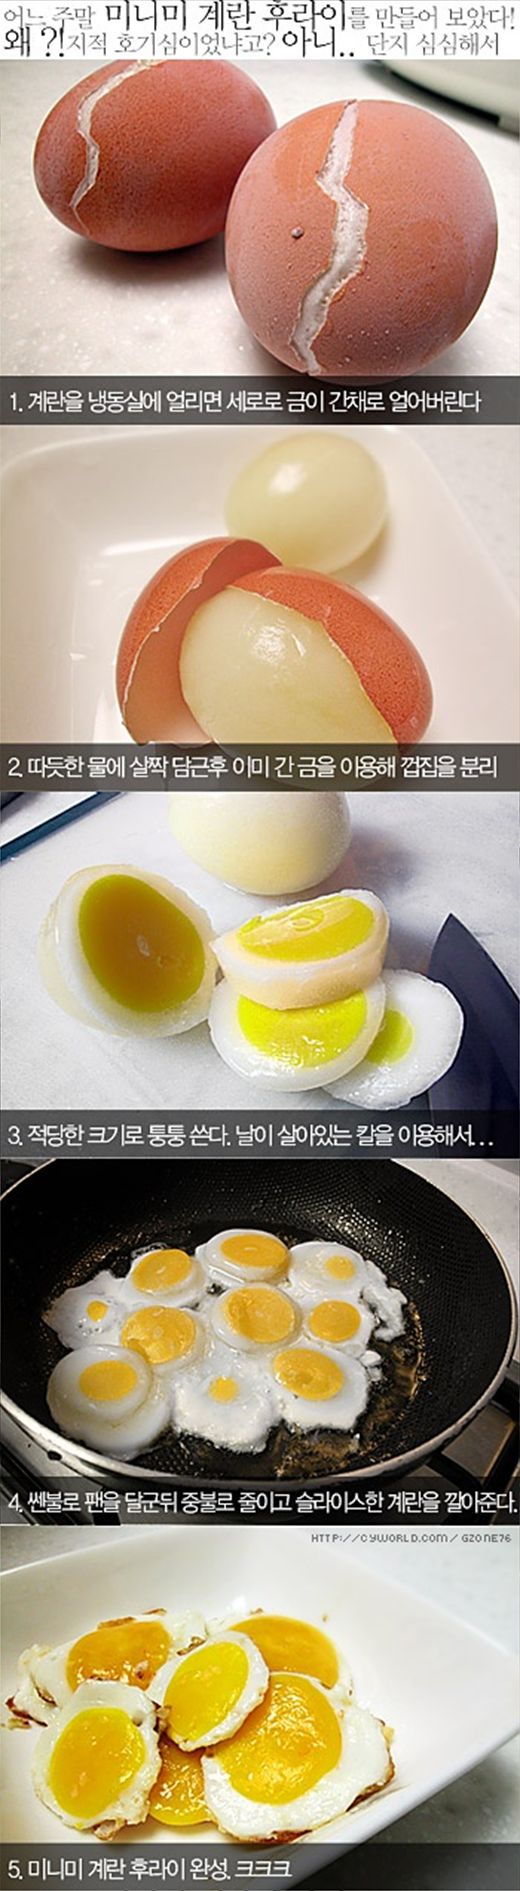 어느 주말 미니미 계란 후라이를 만들어 보았다!
왜 ?!지적 호기심이었냐고? 아니.. 단지 심심해서
1. 계란을 냉동실에 얼리면 세로로 금이 간채로 얼어버린다
2. 따듯한 물에 살짝 담근후 이미 간 금을 이용해 껍집을 분리
3. 적당한 크기로 퉁퉁 쓴다. 날이 살아있는 칼을 이용해서...
4. 쎈불로 팬을 달군뒤 중불로 줄이고 슬라이스한 계란을 깔아준다.
HTTP://CYWORLD.COM/GZONE76
5. 미니미 계란 후라이 완성. 크크크